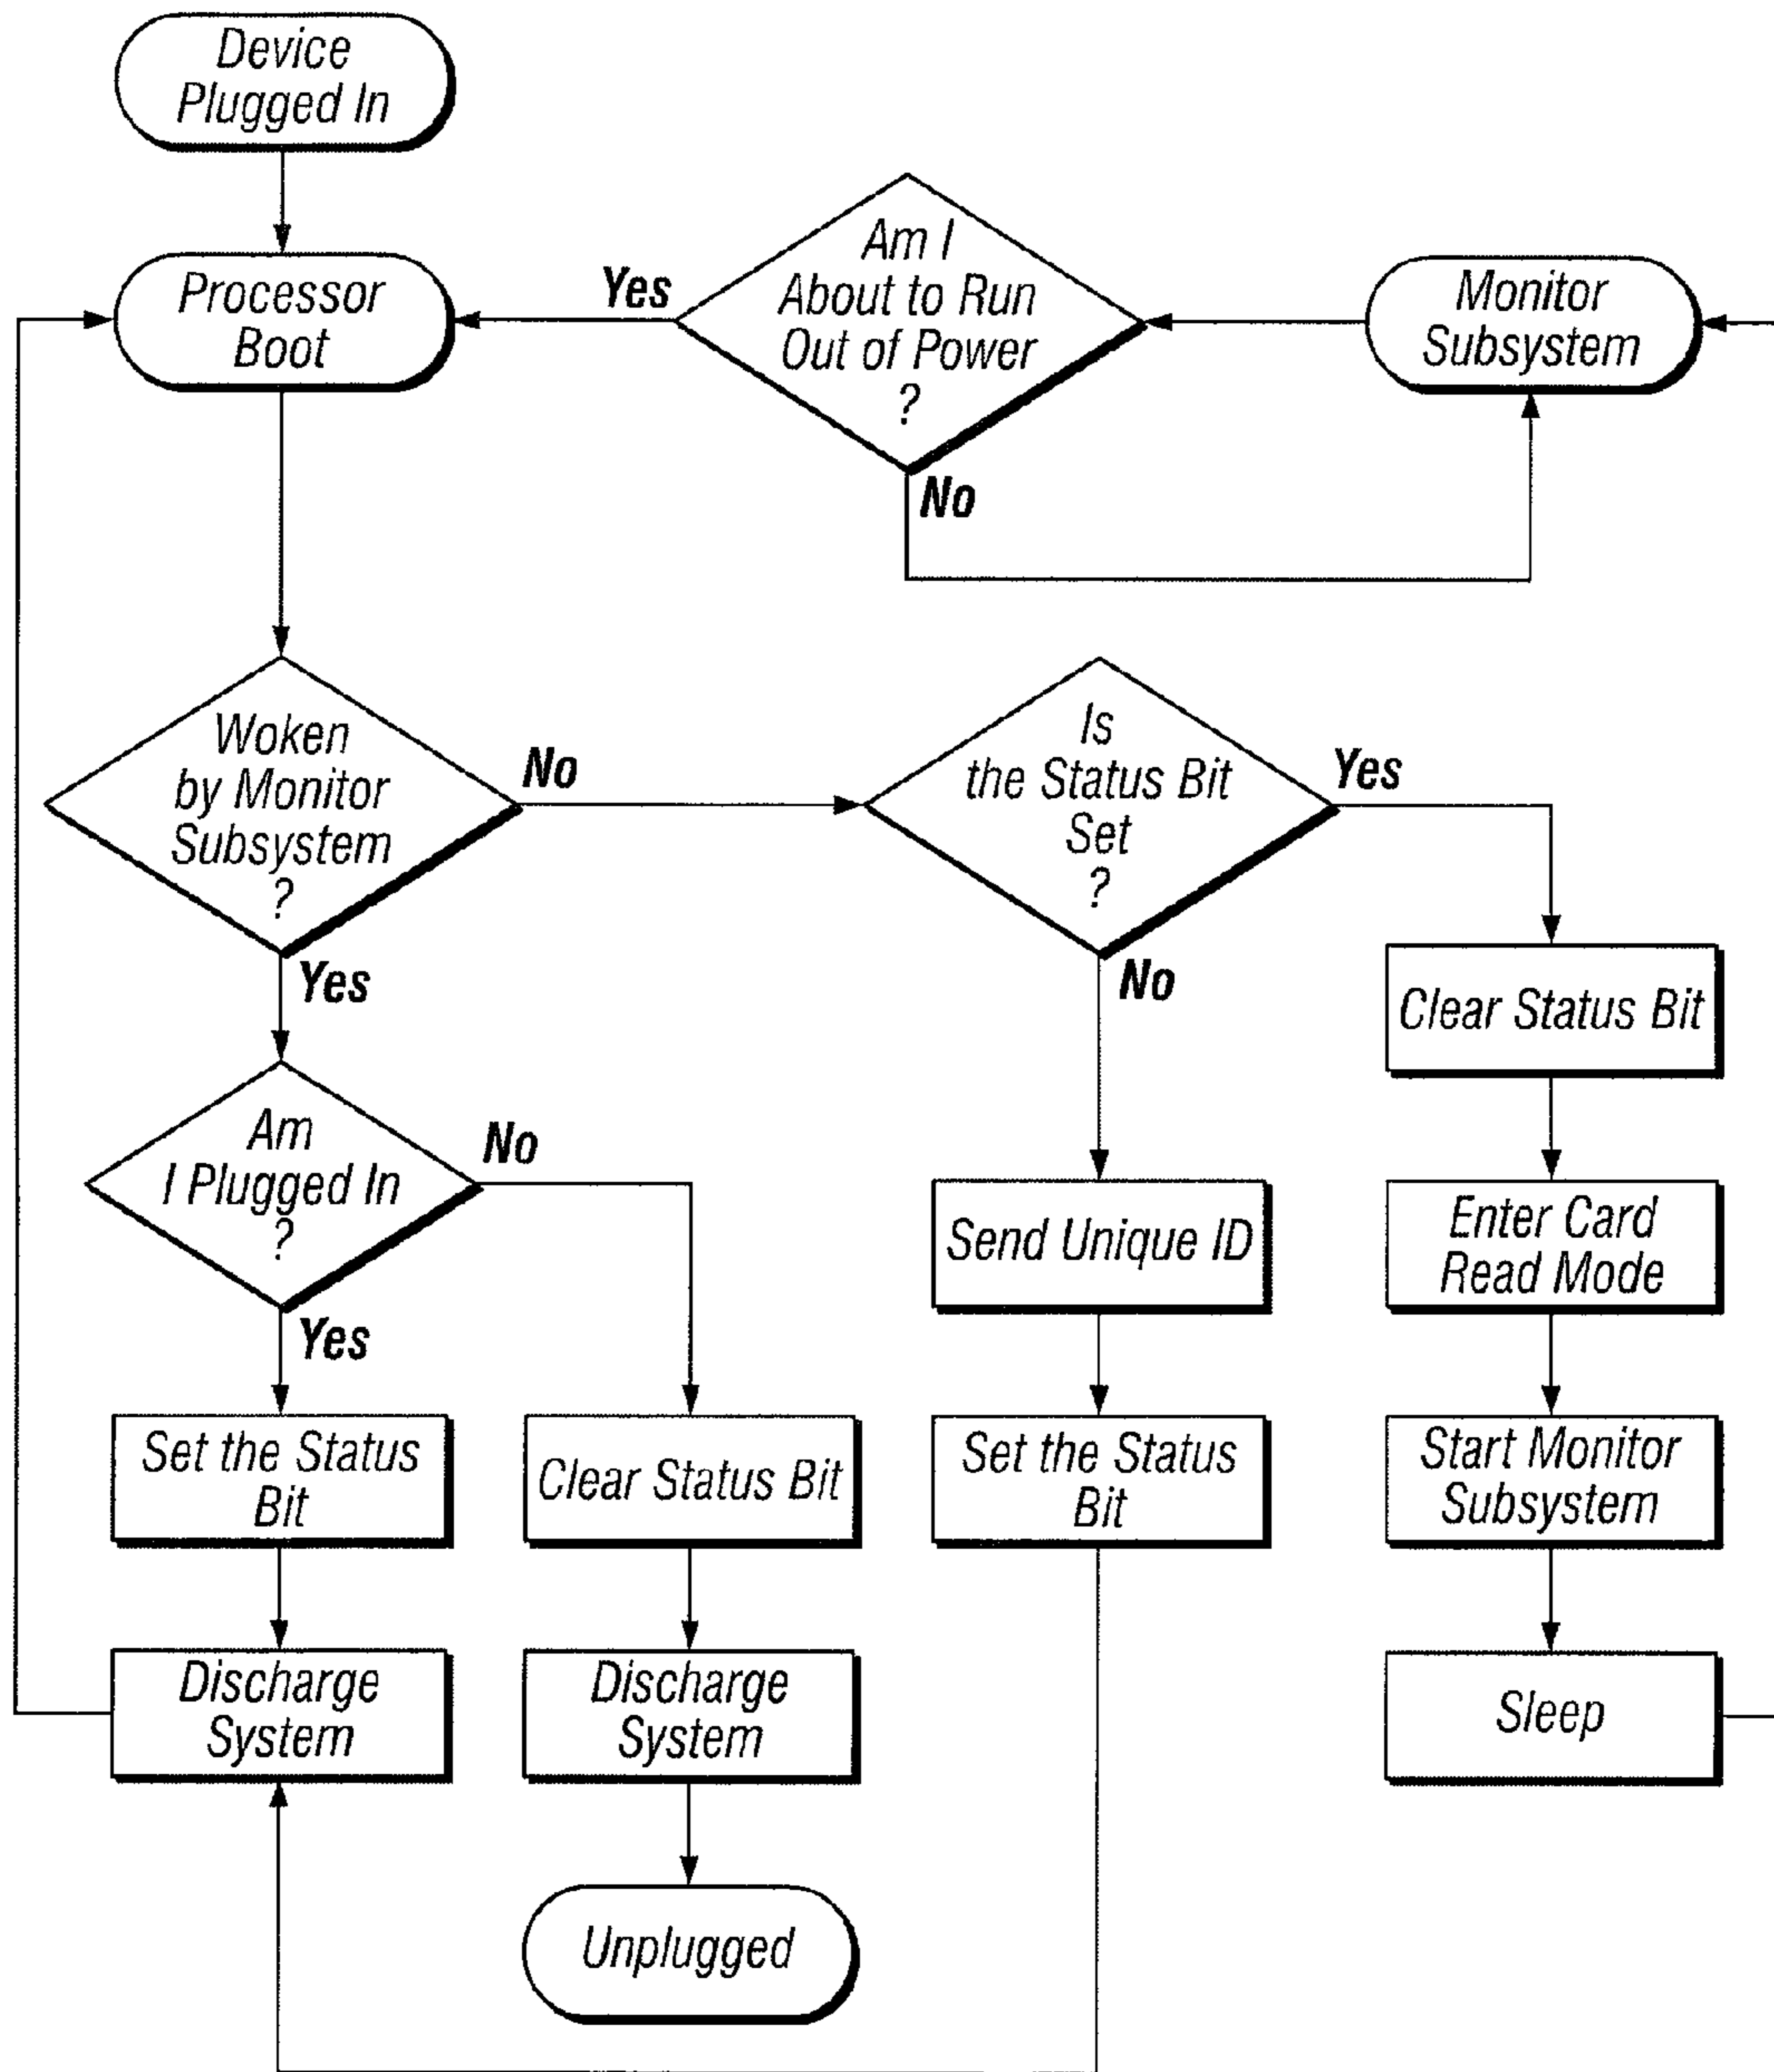 Device
Plugged In
Processor
Boot
Yes
Am I
About to Run
Out of Power
?
No
Monitor
Subsystem
Woken
by Monitor
Subsystem
?
No
Yes
Is
the Status Bit
Set
?
Yes
No
Clear Status Bit
Am
I Plugged In
?
No
Yes
Send Unique ID
Enter Card
Read Mode
Set the Status
Bit
Clear Status Bit
Set the Status
Bit
Start Monitor
Subsystem
Discharge
System
Discharge
System
Sleep
Unplugged